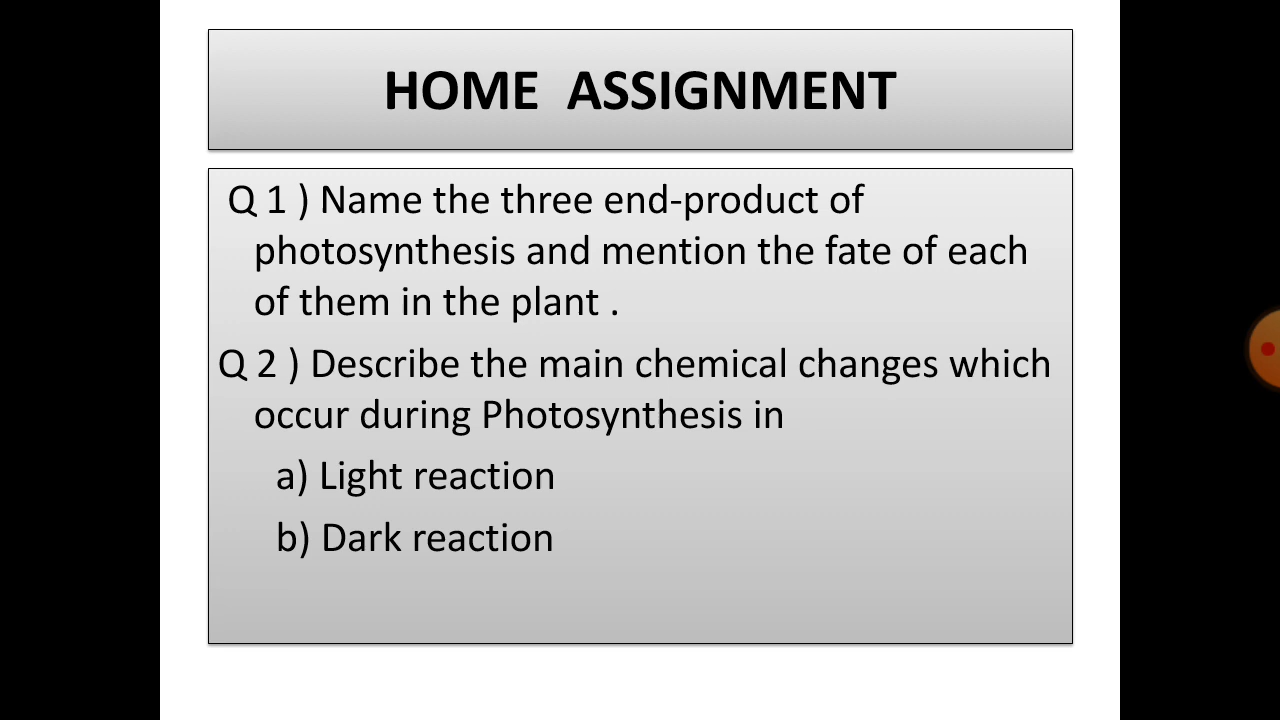 HOME ASSIGNMENT
Q 1 ) Name the three end-product of
photosynthesis and mention the fate of each
of them in the plant .
Q 2 ) Describe the main chemical changes which
occur during Photosynthesis in
a) Light reaction
b) Dark reaction